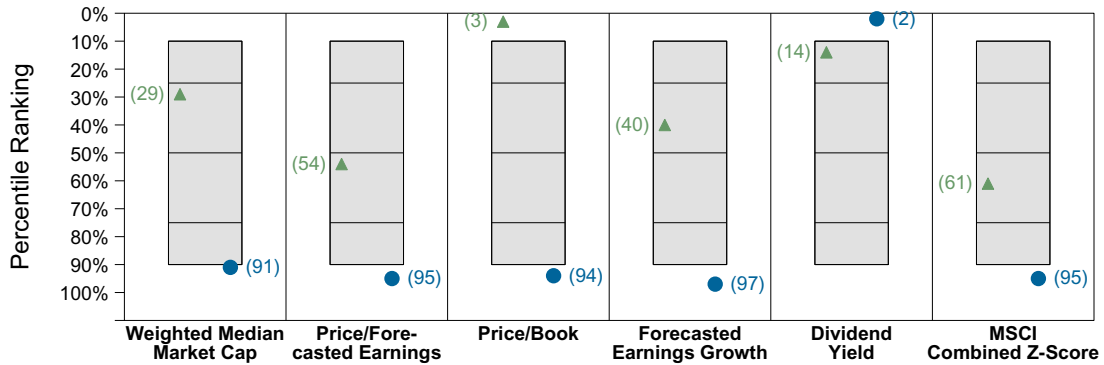 Percentile Ranking
0%
10%
20%
30%
40%
50%
60%
70%
80%
90%
100%
(29)
(91)
(54)
(95)
(3)
(94)
(40)
(97)
(14)
(2)
(61)
(95)
Weighted Median
Market Cap
Price/Fore-
casted Earnings
Price/Book
Forecasted
Earnings Growth
Dividend
Yield
MSCI
Combined Z-Score